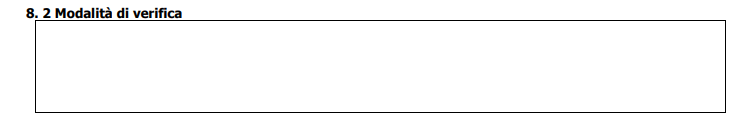 8. 2 Modalità di verifica